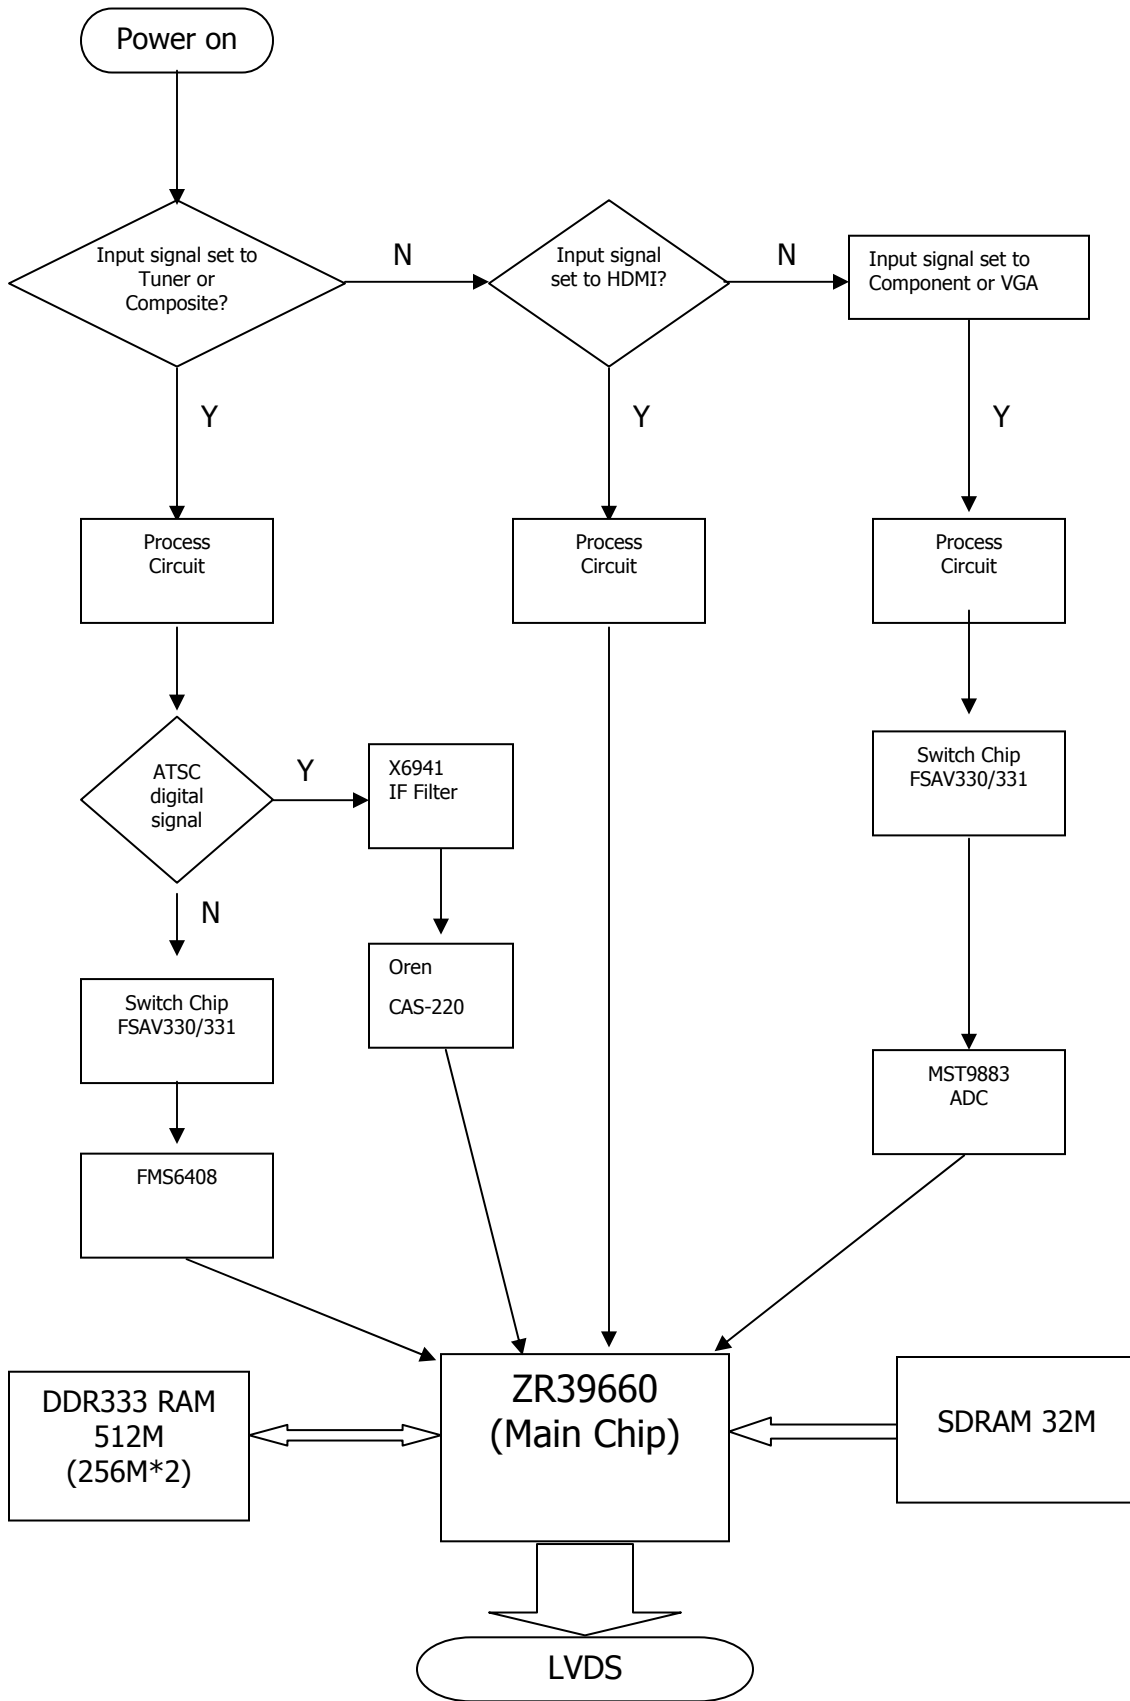 Power on
Input signal set to
Tuner or
Composite?
N
Input signal
set to HDMI?
N
Input signal set to
Component or VGA
Y
Y
Y
Process
Circuit
Process
Circuit
Process
Circuit
ATSC
digital
signal
Y
X6941
IF Filter
Switch Chip
FSAV330/331
N
Oren
CAS-220
Switch Chip
FSAV330/331
MST9883
ADC
FMS6408
DDR333 RAM
512M
(256M*2)
ZR39660
(Main Chip)
SDRAM 32M
LVDS